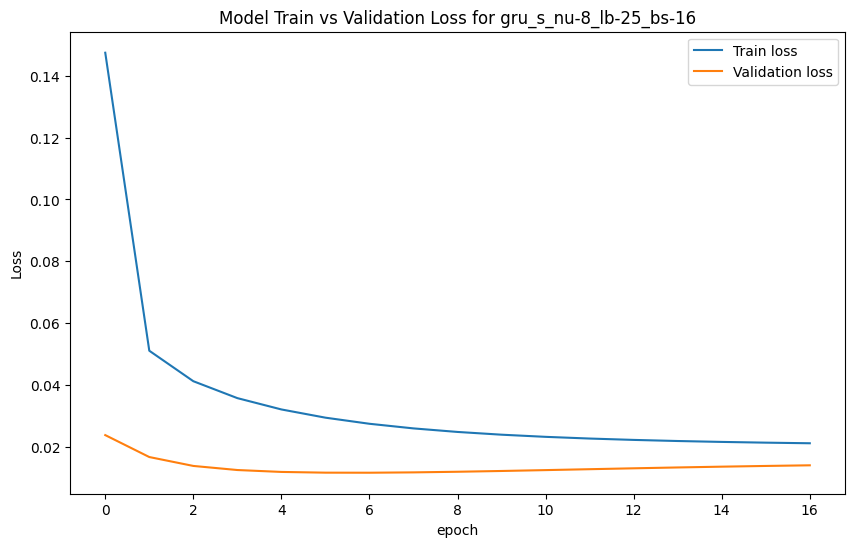 Model Train vs Validation Loss for gru_s_nu-8_lb-25_bs-16
Train loss
Validation loss
0.14
0.12
0.10
0.08
0.06
0.04
0.02
Loss
0 2 4 6 8 10 12 14 16
epoch